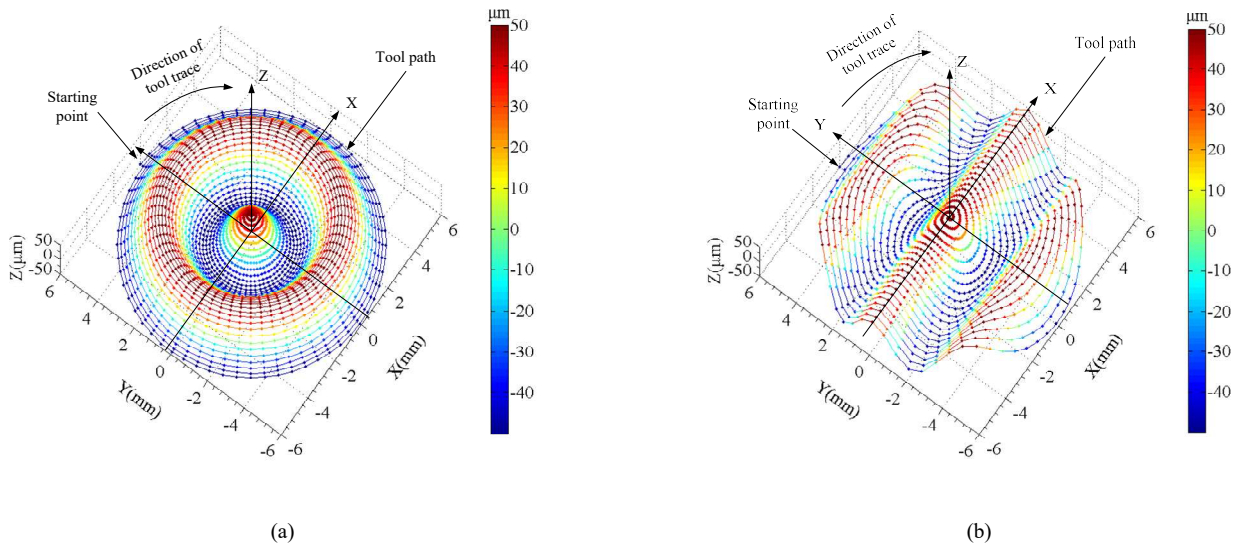 μm
50
40
30
20
10
0
-10
-20
-30
-40
Direction of
tool trace
Z
Tool path
X
Starting
point
Z(μm)
50
0
-50
6
4
2
0
-2
-4
-6
Y(mm)
-6
-4
-2
0
2
4
6
X(mm)
(a)
μm
50
40
30
20
10
0
-10
-20
-30
-40
Direction of
tool trace
Z
Tool path
X
Starting
point
Y
Z(μm)
50
0
-50
6
4
2
0
-2
-4
-6
Y(mm)
-6
-4
-2
0
2
4
6
X(mm)
(b)